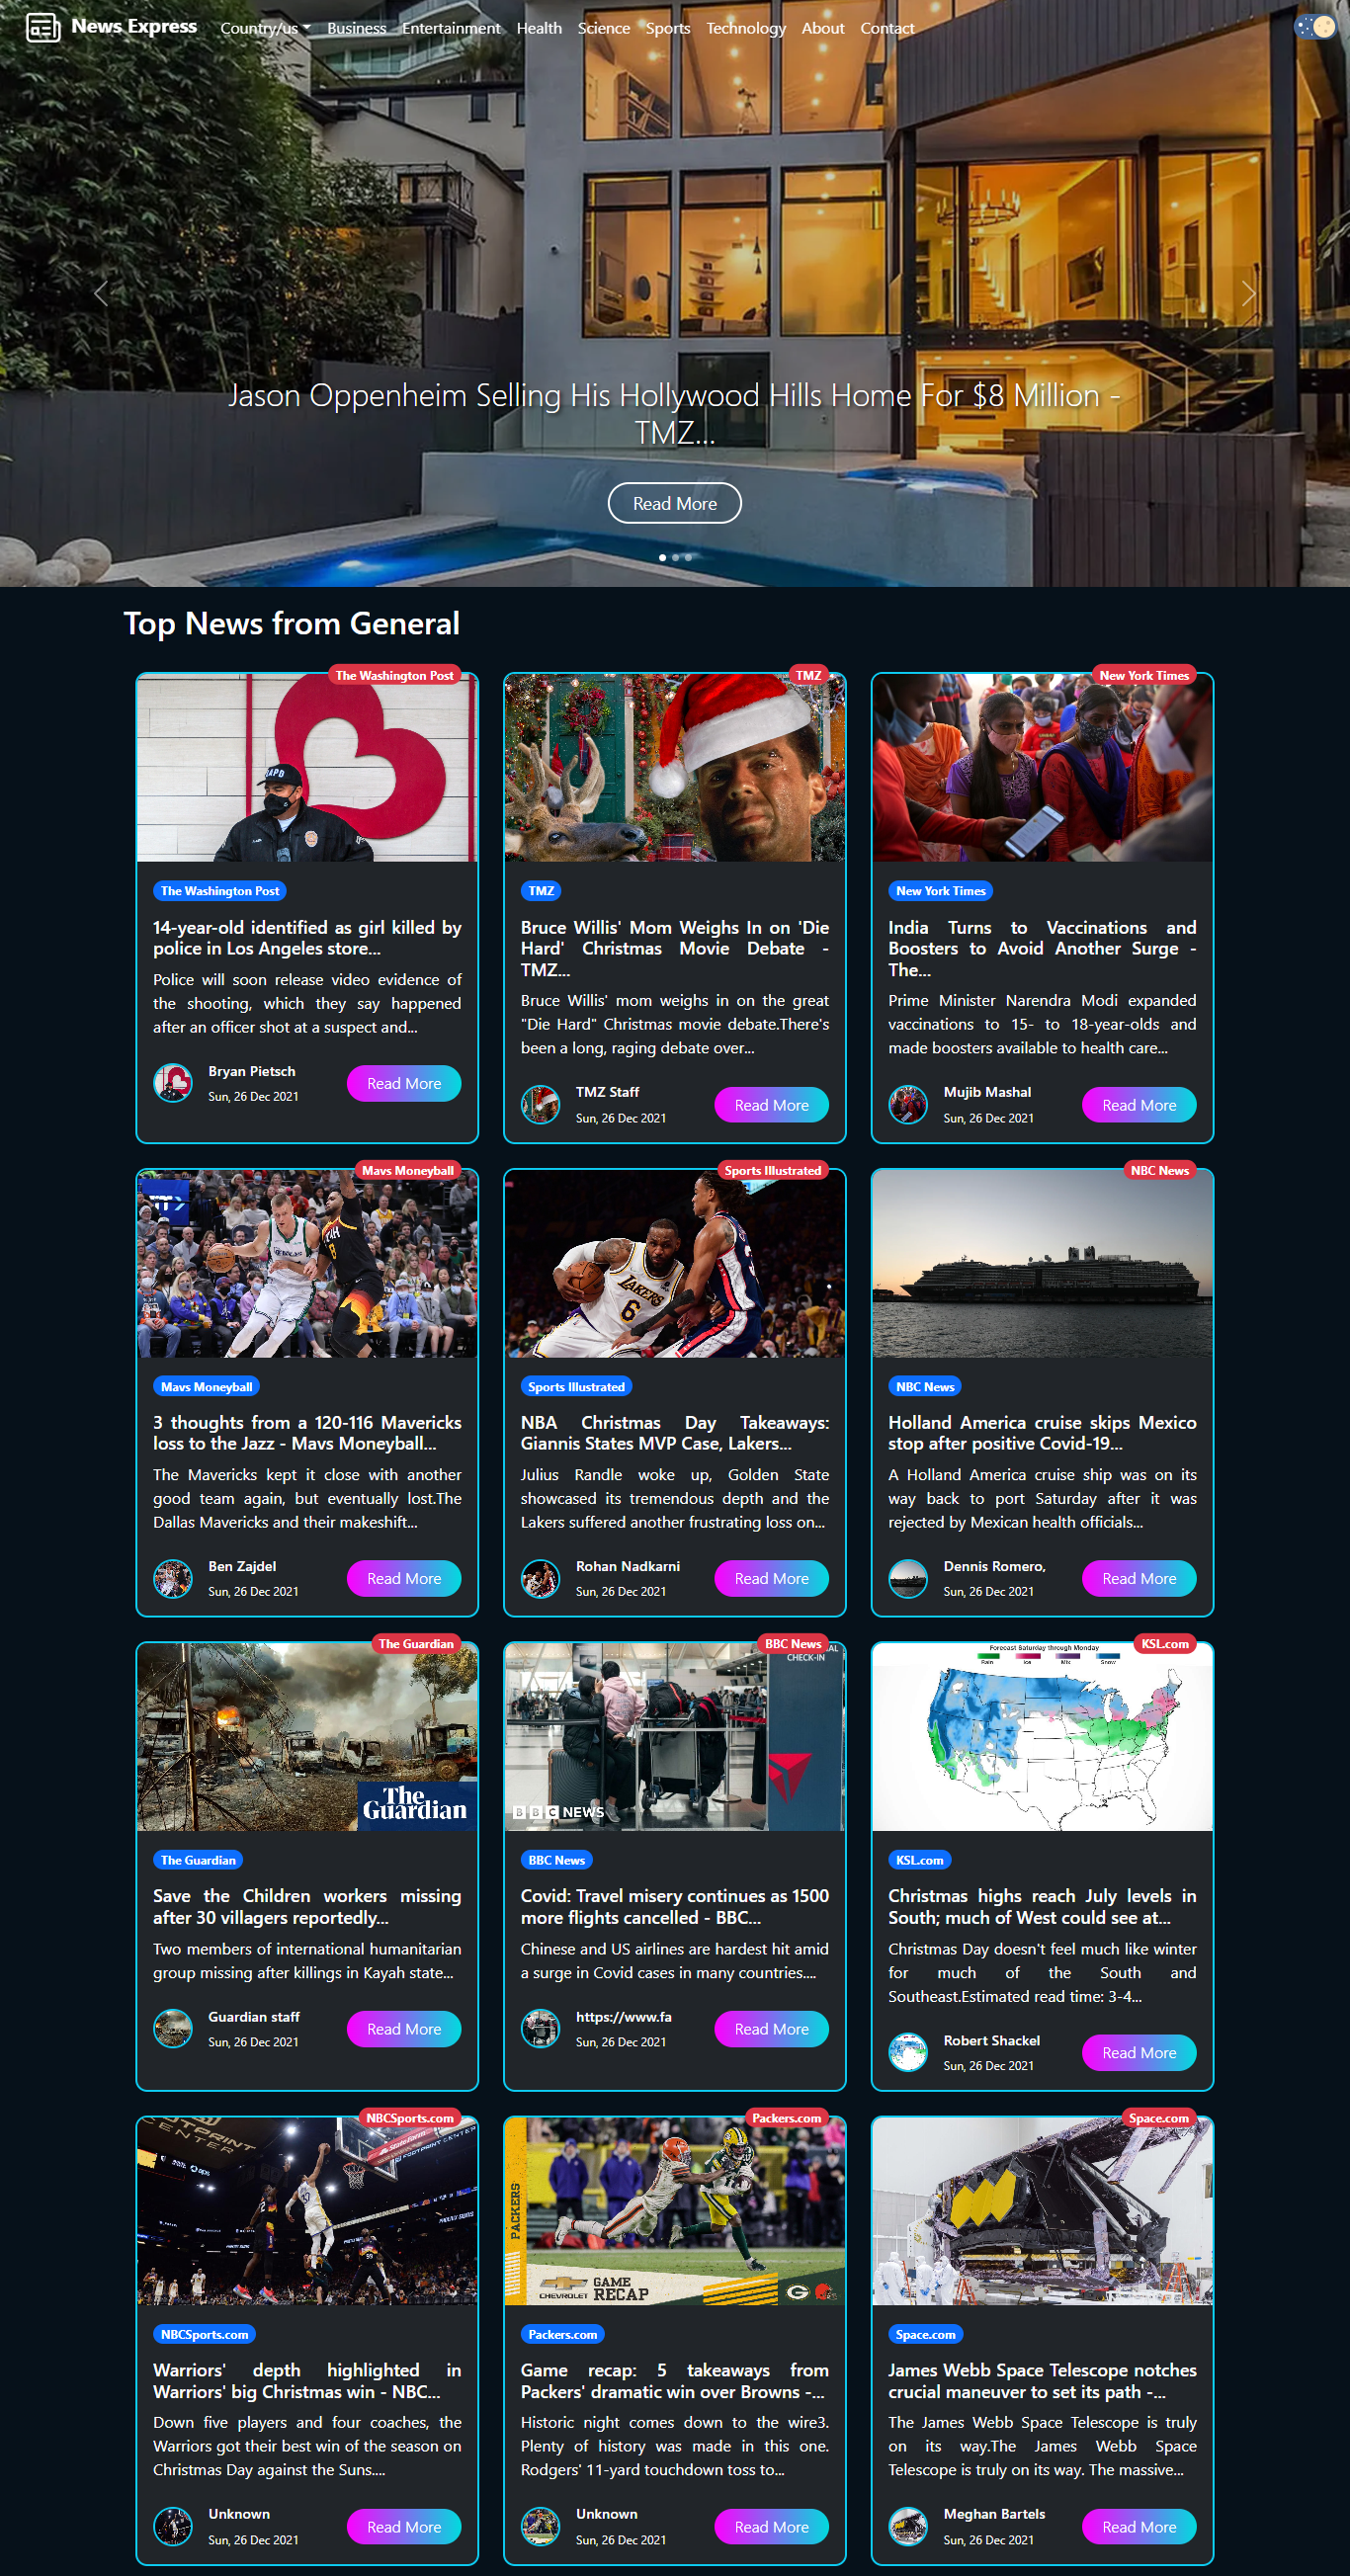 News Express
Country/us
Business
Entertainment
Health
Science
Sports
Technology
About
Contact
Jason Oppenheim Selling His Hollywood Hills Home For $8 Million -
TMZ...
Read More
Top News from General
The Washington Post
The Washington Post
14-year-old identified as girl killed by
police in Los Angeles store...
Police will soon release video evidence of
the shooting, which they say happened
after an officer shot at a suspect and...
Bryan Pietsch
Sun, 26 Dec 2021
Read More
TMZ
TMZ
Bruce Willis' Mom Weighs In on 'Die
Hard' Christmas Movie Debate -
TMZ...
Bruce Willis' mom weighs in on the great
"Die Hard" Christmas movie debate.There's
been a long, raging debate over...
TMZ Staff
Sun, 26 Dec 2021
Read More
New York Times
New York Times
India Turns to Vaccinations and
Boosters to Avoid Another Surge -
The...
Prime Minister Narendra Modi expanded
vaccinations to 15- to 18-year-olds and
made boosters available to health care...
Mujib Mashal
Sun, 26 Dec 2021
Read More
Mavs Moneyball
Mavs Moneyball
3 thoughts from a 120-116 Mavericks
loss to the Jazz - Mavs Moneyball...
The Mavericks kept it close with another
good team again, but eventually lost.The
Dallas Mavericks and their makeshift...
Ben Zajdel
Sun, 26 Dec 2021
Read More
Sports Illustrated
LAKERS
6
Sports Illustrated
NBA Christmas Day Takeaways:
Giannis States MVP Case, Lakers...
Julius Randle woke up, Golden State
showcased its tremendous depth and the
Lakers suffered another frustrating loss on...
Rohan Nadkarni
Sun, 26 Dec 2021
Read More
NBC News
NBC News
Holland America cruise skips Mexico
stop after positive Covid-19...
A Holland America cruise ship was on its
way back to port Saturday after it was
rejected by Mexican health officials...
Dennis Romero,
Sun, 26 Dec 2021
Read More
The Guardian
The
Guardian
The Guardian
Save the Children workers missing
after 30 villagers reportedly...
Two members of international humanitarian
group missing after killings in Kayah state...
Guardian staff
Sun, 26 Dec 2021
Read More
BBC News
CHECK-IN
BBC NEWS
BBC News
Covid: Travel misery continues as 1500
more flights cancelled - BBC...
Chinese and US airlines are hardest hit amid
a surge in Covid cases in many countries....
https://www.fa
Sun, 26 Dec 2021
Read More
KSL.com
Forecast Saturday through Monday
Rain
Ice
Mix
Snow
KSL.com
Christmas highs reach July levels in
South; much of West could see at...
Christmas Day doesn't feel much like winter
for much of the South and
Southeast.Estimated read time: 3-4...
Robert Shackel
Sun, 26 Dec 2021
Read More
NBCSports.com
NBCSports.com
Warriors' depth highlighted in
Warriors' big Christmas win - NBC...
Down five players and four coaches, the
Warriors got their best win of the season on
Christmas Day against the Suns....
Unknown
Sun, 26 Dec 2021
Read More
Packers.com
PACKERS
CHEVROLET
GAME
RECAP
Packers.com
Game recap: 5 takeaways from
Packers' dramatic win over Browns -...
Historic night comes down to the wire3.
Plenty of history was made in this one.
Rodgers' 11-yard touchdown toss to...
Unknown
Sun, 26 Dec 2021
Read More
Space.com
Space.com
James Webb Space Telescope notches
crucial maneuver to set its path -...
The James Webb Space Telescope is truly
on its way.The James Webb Space
Telescope is truly on its way. The massive...
Meghan Bartels
Sun, 26 Dec 2021
Read More